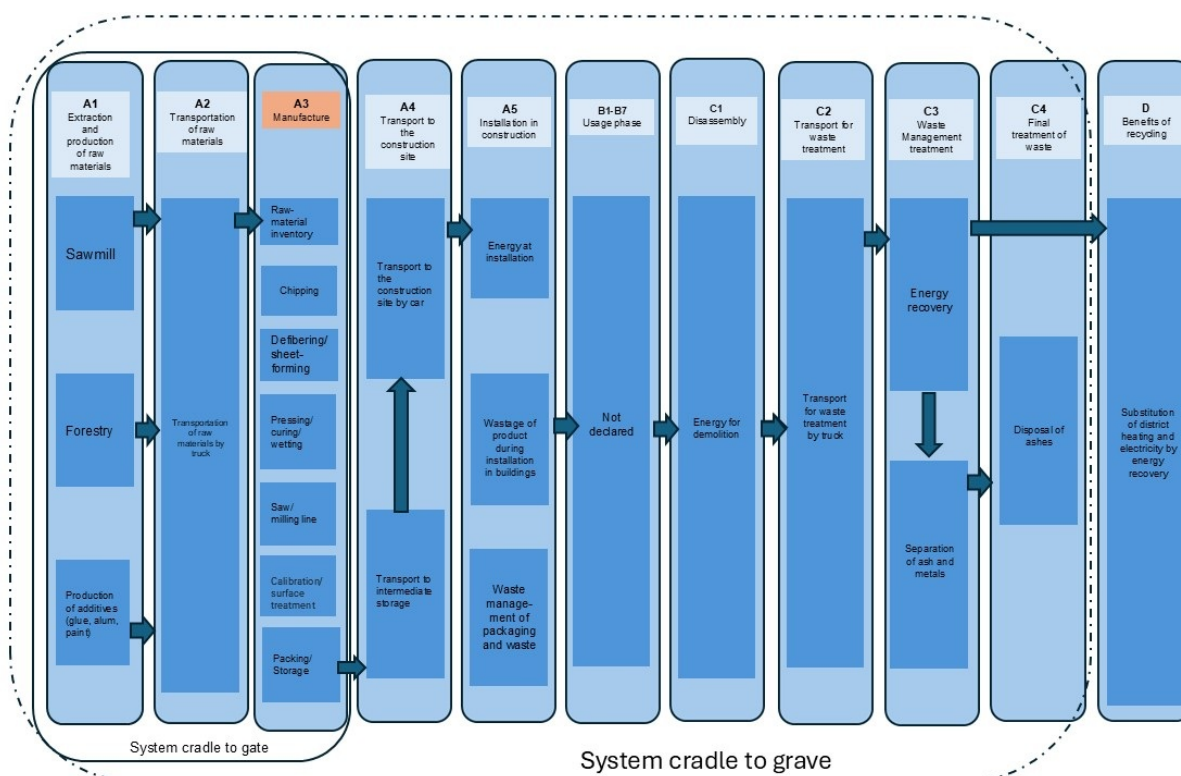 A1
Extraction and
production
of raw
materials
Sawmill
Forestry
Production
of additives
(glue, alum,
paint)
A2
Transportation
of raw
materials
Transportation
of raw
materials by
truck
A3
Manufacture
Raw-
material
inventory
Chipping
Defibering/
sheet-
forming
Pressing/
curing/
wetting
Saw/
milling line
Calibration/
surface
treatment
Packing/
Storage
A4
Transport to
the
construction
site
Transport to
the
construction
site by car
Transport to
intermediate
storage
A5
Installation in
construction
Energy at
installation
Wastage of
product
during
installation
in buildings
Waste
manage-
ment of
packaging
and waste
B1-B7
Usage phase
Not
declared
C1
Disassembly
Energy for
demolition
C2
Transport for
waste
treatment
Transport
for waste
treatment
by truck
C3
Waste
Management
treatment
Energy
recovery
Separation
of ash and
metals
C4
Final
treatment of
waste
Disposal of
ashes
D
Benefits of
recycling
Substitution
of district
heating and
electricity by
energy
recovery
System cradle to gate
System cradle to grave